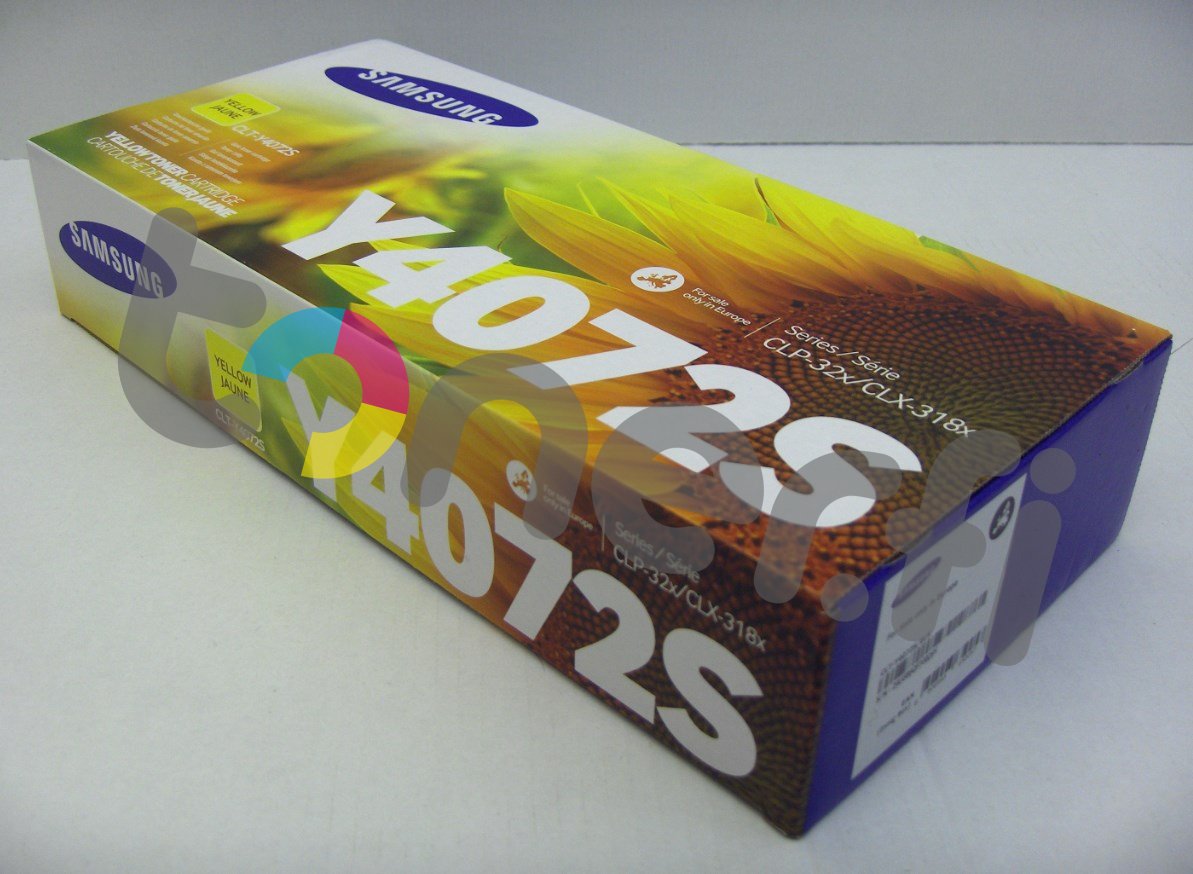 SAMSUNG
YELLOW
JAUNE
CLT-Y4072S
YELLOW TONER CARTRIDGE
CARTOUCHE DE TONER JAUNE
Y4072S
For sale
only in Europe
Series / Série
CLP-32x/CLX-318x
SAMSUNG
YELLOW
JAUNE
CLT-Y4072S
Y4072S
For sale
only in Europe
Series / Série
CLP-32x/CLX-318x
SAMSUNG
toner.fi